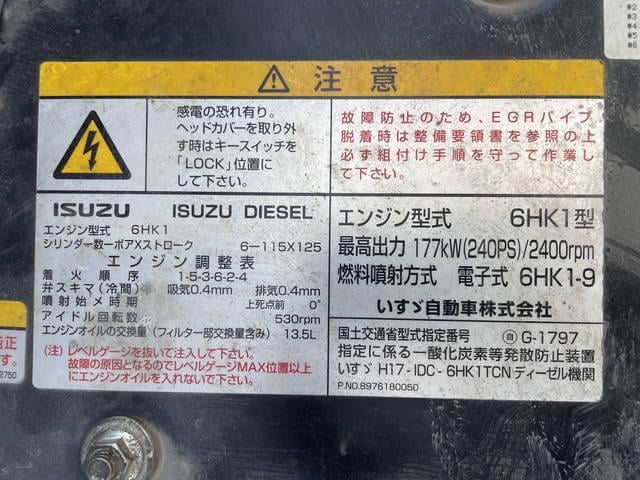 ⚠ 注意
感電の恐れ有り。
ヘッドカバーを取り外
す時はキースイッチを
「LOCK」位置に
して下さい。
故障防止のため、EGRパイプ
脱着時は整備要領書を参照の上
必ず組付け手順を守って作業し
て下さい。
ISUZU ISUZU DIESEL
エンジン型式 6HK1
シリンダー数ーボアXストローク 6－115X125
エンジン調整表
着火順序 1-5-3-6-2-4
弁スキマ(冷間) 吸気0.4mm 排気0.4mm
噴射始メ時期 上死点前 0°
アイドル回転数 530rpm
エンジンオイルの交換量(フィルター部交換量含み) 13.5L
(注)レベルゲージを抜いて注入して下さい。
故障の原因となるのでレベルゲージMAX位置以上
にエンジンオイルを入れないで下さい。
エンジン型式 6HK1型
最高出力 177kW(240PS)/2400rpm
燃料噴射方式 電子式 6HK1-9
いすゞ自動車株式会社
国土交通省型式指定番号 自 G-1797
指定に係る一酸化炭素等発散防止装置
いすゞ H17-IDC-6HK1TCN ディーゼル機関
P.NO.8976180050
純正
す。
2750
*2
*3
*4
*5
*6